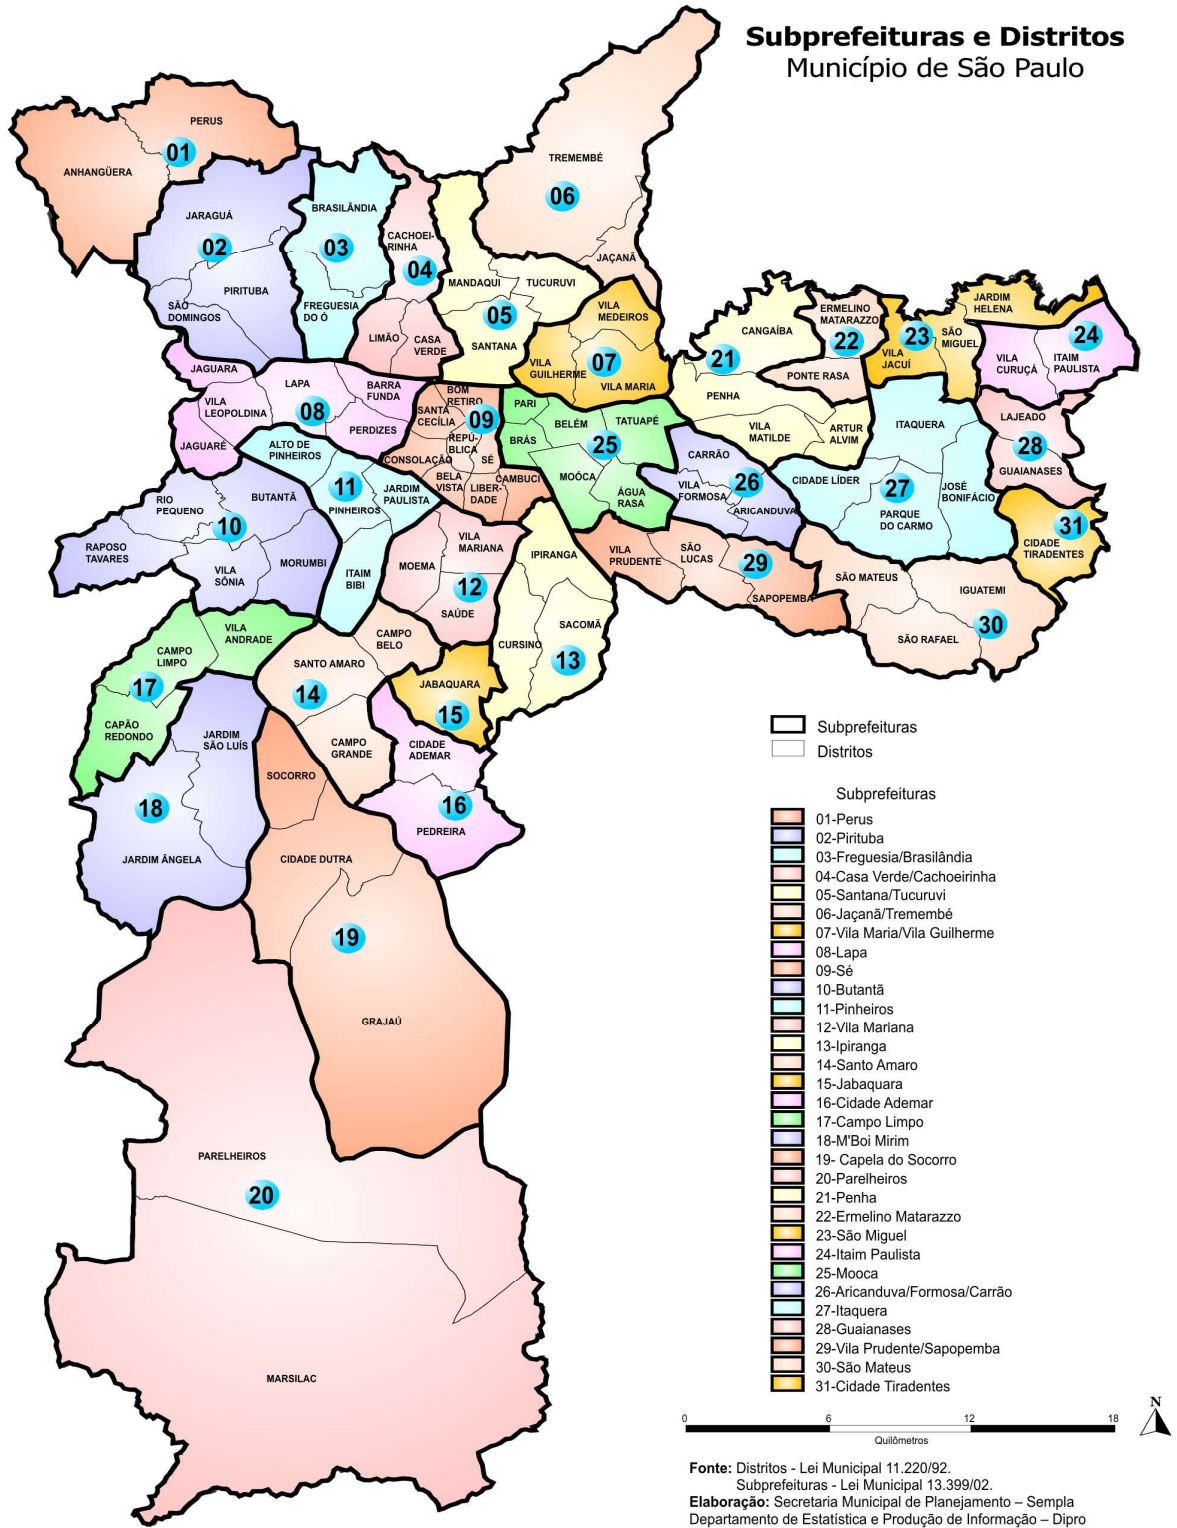 Subprefeituras e Distritos
Município de São Paulo
PERUS
01
ANHANGÜERA
TREMEMBÉ
06
JAÇANÃ
JARAGUÁ
02
PIRITUBA
SÃO
DOMINGOS
BRASILÂNDIA
03
FREGUESIA
DO Ó
CACHOEI-
RINHA
04
LIMÃO
CASA
VERDE
MANDAQUI
TUCURUVI
05
SANTANA
VILA
MEDEIROS
07
VILA
GUILHERME
VILA MARIA
CANGAÍBA
21
PENHA
VILA
MATILDE
ARTUR
ALVIM
ERMELINO
MATARAZZO
22
PONTE RASA
23
VILA
JACUÍ
SÃO
MIGUEL
JARDIM
HELENA
24
VILA
CURUÇÁ
ITAIM
PAULISTA
JAGUARA
LAPA
BARRA
FUNDA
VILA
LEOPOLDINA
08
PERDIZES
JAGUARÉ
BOM
RETIRO
SANTA
CECÍLIA
09
REPÚ-
BLICA
CONSOLAÇÃO
SÉ
BELA
VISTA
LIBER-
DADE
CAMBUCI
PARI
BELÉM
TATUAPÉ
BRÁS
25
MOÓCA
ÁGUA
RASA
CARRÃO
26
VILA
FORMOSA
ARICANDUVA
ITAQUERA
CIDADE LÍDER
27
JOSÉ
BONIFÁCIO
PARQUE
DO CARMO
LAJEADO
28
GUAIANASES
31
CIDADE
TIRADENTES
ALTO DE
PINHEIROS
11
PINHEIROS
JARDIM
PAULISTA
ITAIM
BIBI
RIO
PEQUENO
BUTANTÃ
10
RAPOSO
TAVARES
VILA
SÔNIA
MORUMBI
VILA
MARIANA
MOEMA
12
SAÚDE
IPIRANGA
SACOMÃ
CURSINO
13
VILA
PRUDENTE
SÃO
LUCAS
29
SAPOPEMBA
SÃO MATEUS
IGUATEMI
SÃO RAFAEL
30
VILA
ANDRADE
CAMPO
LIMPO
17
CAPÃO
REDONDO
CAMPO
BELO
SANTO AMARO
14
CAMPO
GRANDE
JABAQUARA
15
CIDADE
ADEMAR
16
PEDREIRA
JARDIM
SÃO LUÍS
18
JARDIM ÂNGELA
SOCORRO
CIDADE DUTRA
19
GRAJAÚ
PARELHEIROS
20
MARSILAC
Subprefeituras
Distritos
Subprefeituras
01-Perus
02-Pirituba
03-Freguesia/Brasilândia
04-Casa Verde/Cachoeirinha
05-Santana/Tucuruvi
06-Jaçanã/Tremembé
07-Vila Maria/Vila Guilherme
08-Lapa
09-Sé
10-Butantã
11-Pinheiros
12-Vila Mariana
13-Ipiranga
14-Santo Amaro
15-Jabaquara
16-Cidade Ademar
17-Campo Limpo
18-M'Boi Mirim
19- Capela do Socorro
20-Parelheiros
21-Penha
22-Ermelino Matarazzo
23-São Miguel
24-Itaim Paulista
25-Mooca
26-Aricanduva/Formosa/Carrão
27-Itaquera
28-Guaianases
29-Vila Prudente/Sapopemba
30-São Mateus
31-Cidade Tiradentes
0 6 12 18
Quilômetros
N
Fonte: Distritos - Lei Municipal 11.220/92.
Subprefeituras - Lei Municipal 13.399/02.
Elaboração: Secretaria Municipal de Planejamento – Sempla
Departamento de Estatística e Produção de Informação – Dipro